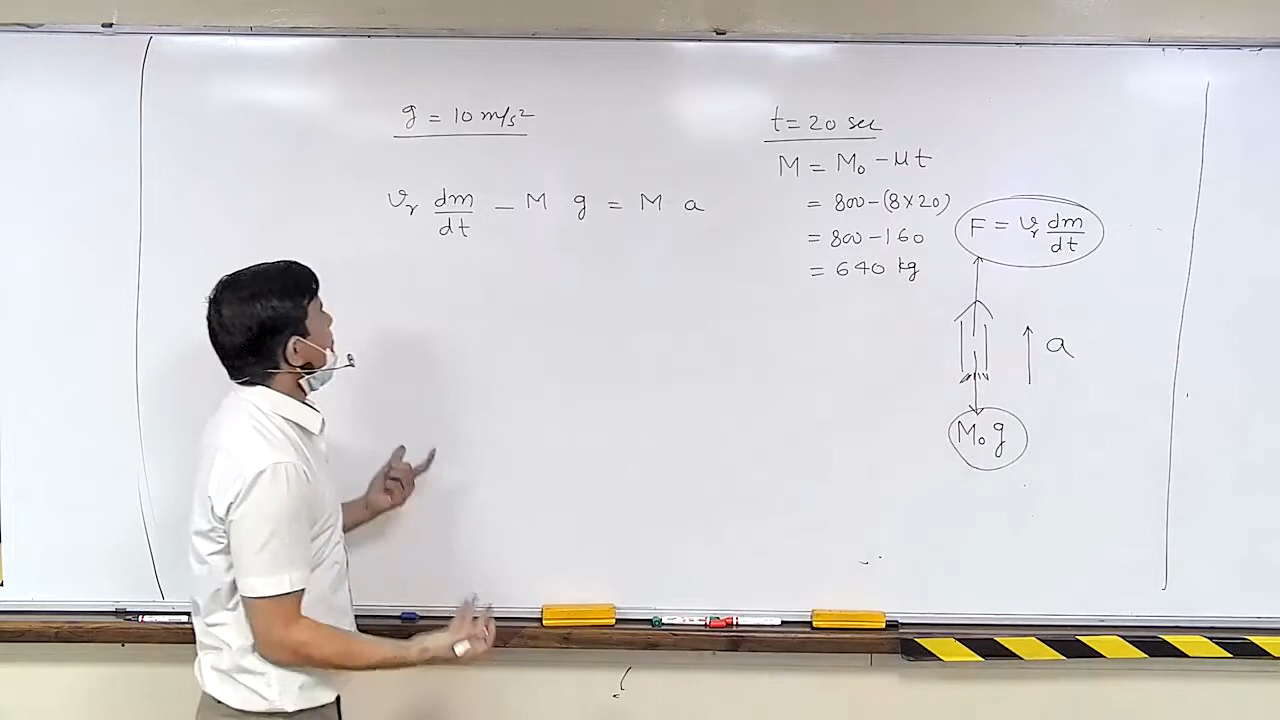 g = 10 m/s²
v_r dm/dt − M g = M a
t = 20 sec
M = M₀ − μt
= 800 − (8×20)
= 800 − 160
= 640 kg
F = v_r dm/dt
a
M₀ g